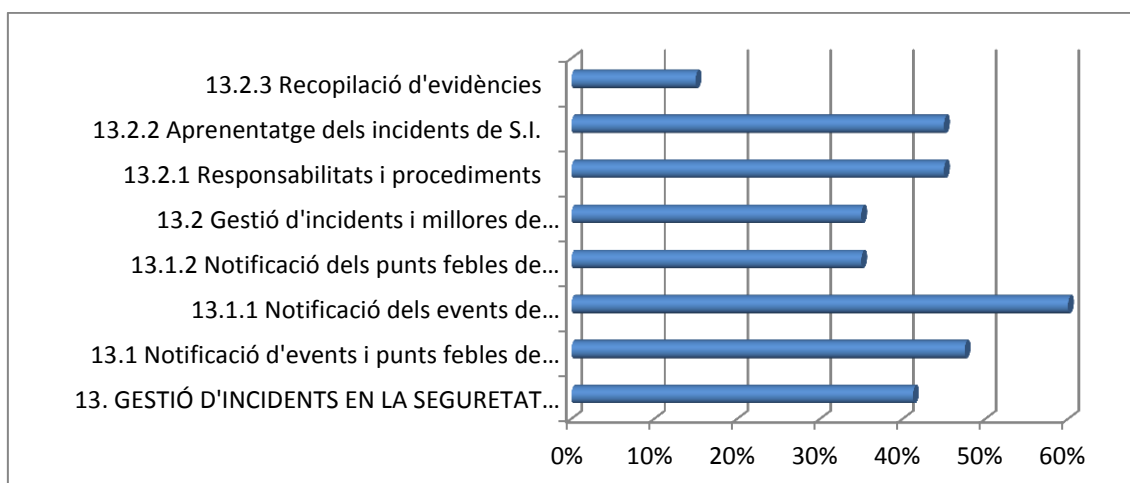 13.2.3 Recopilació d'evidències
13.2.2 Aprenentatge dels incidents de S.I.
13.2.1 Responsabilitats i procediments
13.2 Gestió d'incidents i millores de...
13.1.2 Notificació dels punts febles de...
13.1.1 Notificació dels events de...
13.1 Notificació d'events i punts febles de...
13. GESTIÓ D'INCIDENTS EN LA SEGURETAT...
0% 10% 20% 30% 40% 50% 60%